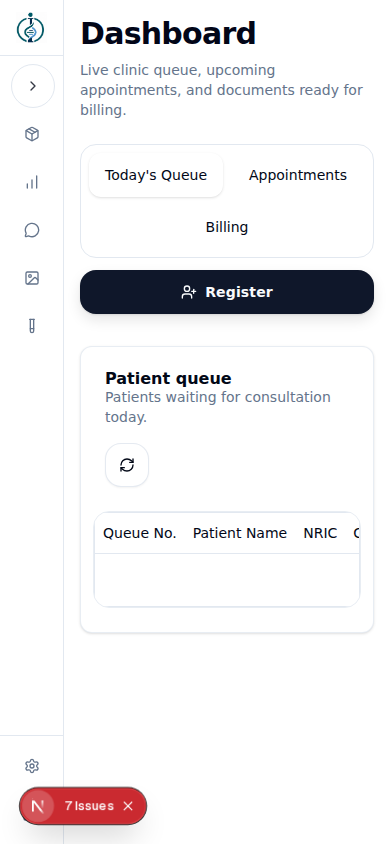 Dashboard
Live clinic queue, upcoming
appointments, and documents ready for
billing.
Today's Queue
Appointments
Billing
Register
Patient queue
Patients waiting for consultation
today.
Queue No.
Patient Name
NRIC
N
7 Issues